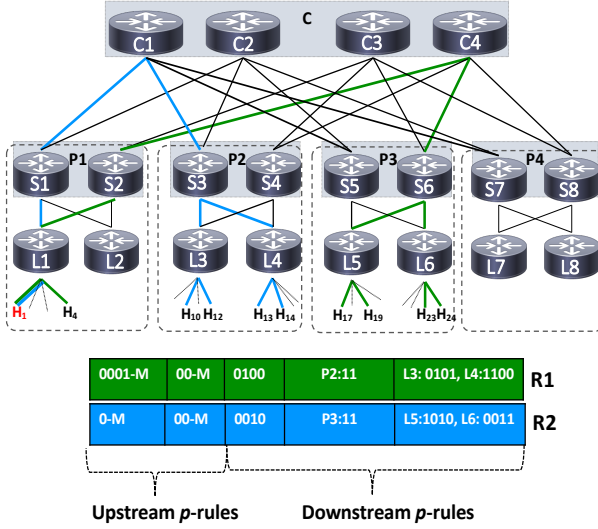 C
C1 C2 C3 C4
P1 P2 P3 P4
S1 S2 S3 S4 S5 S6 S7 S8
L1 L2 L3 L4 L5 L6 L7 L8
H1 H4 H10 H12 H13 H14 H17 H19 H23 H24
0001-M 00-M 0100 P2:11 L3: 0101, L4:1100 R1
0-M 00-M 0010 P3:11 L5:1010, L6: 0011 R2
Upstream p-rules Downstream p-rules